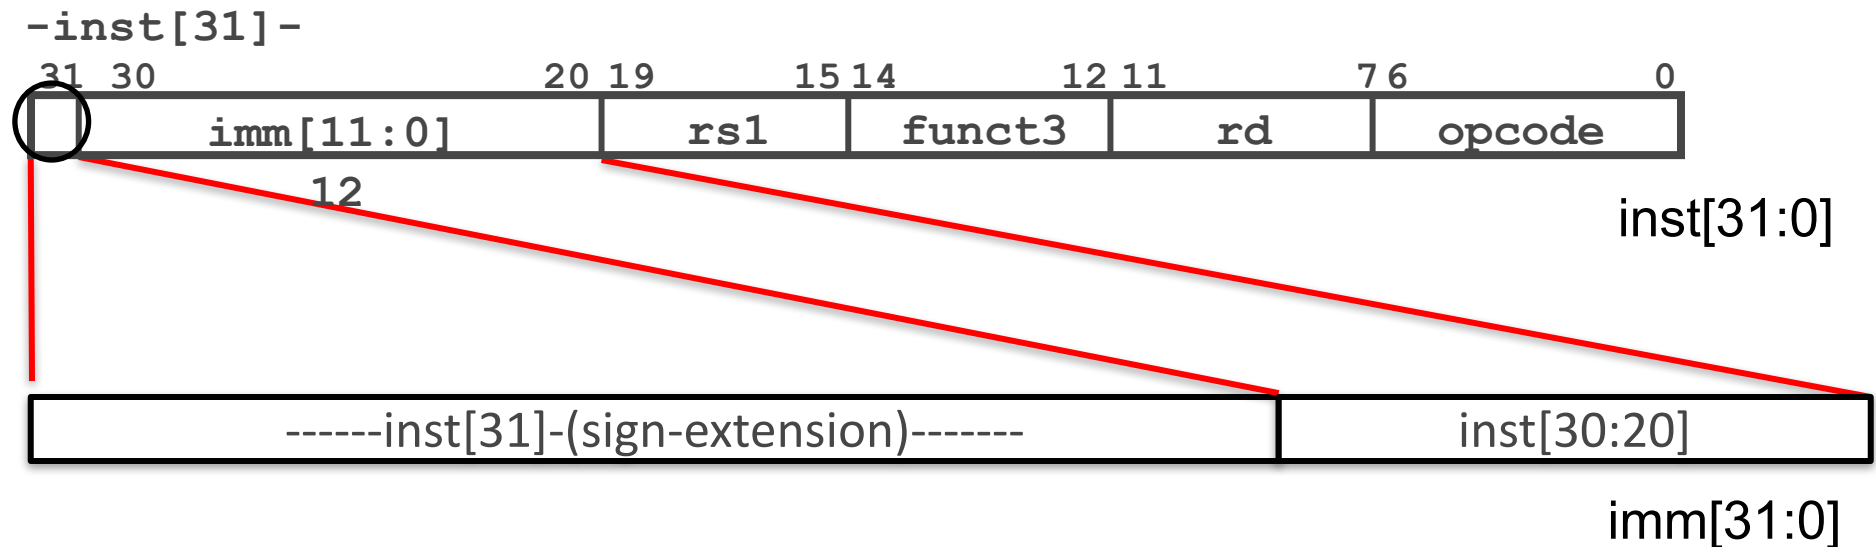 -inst[31]-
31 30 20 19 15 14 12 11 7 6 0
imm[11:0] rs1 funct3 rd opcode
12
inst[31:0]
------inst[31]-(sign-extension)------- inst[30:20]
imm[31:0]